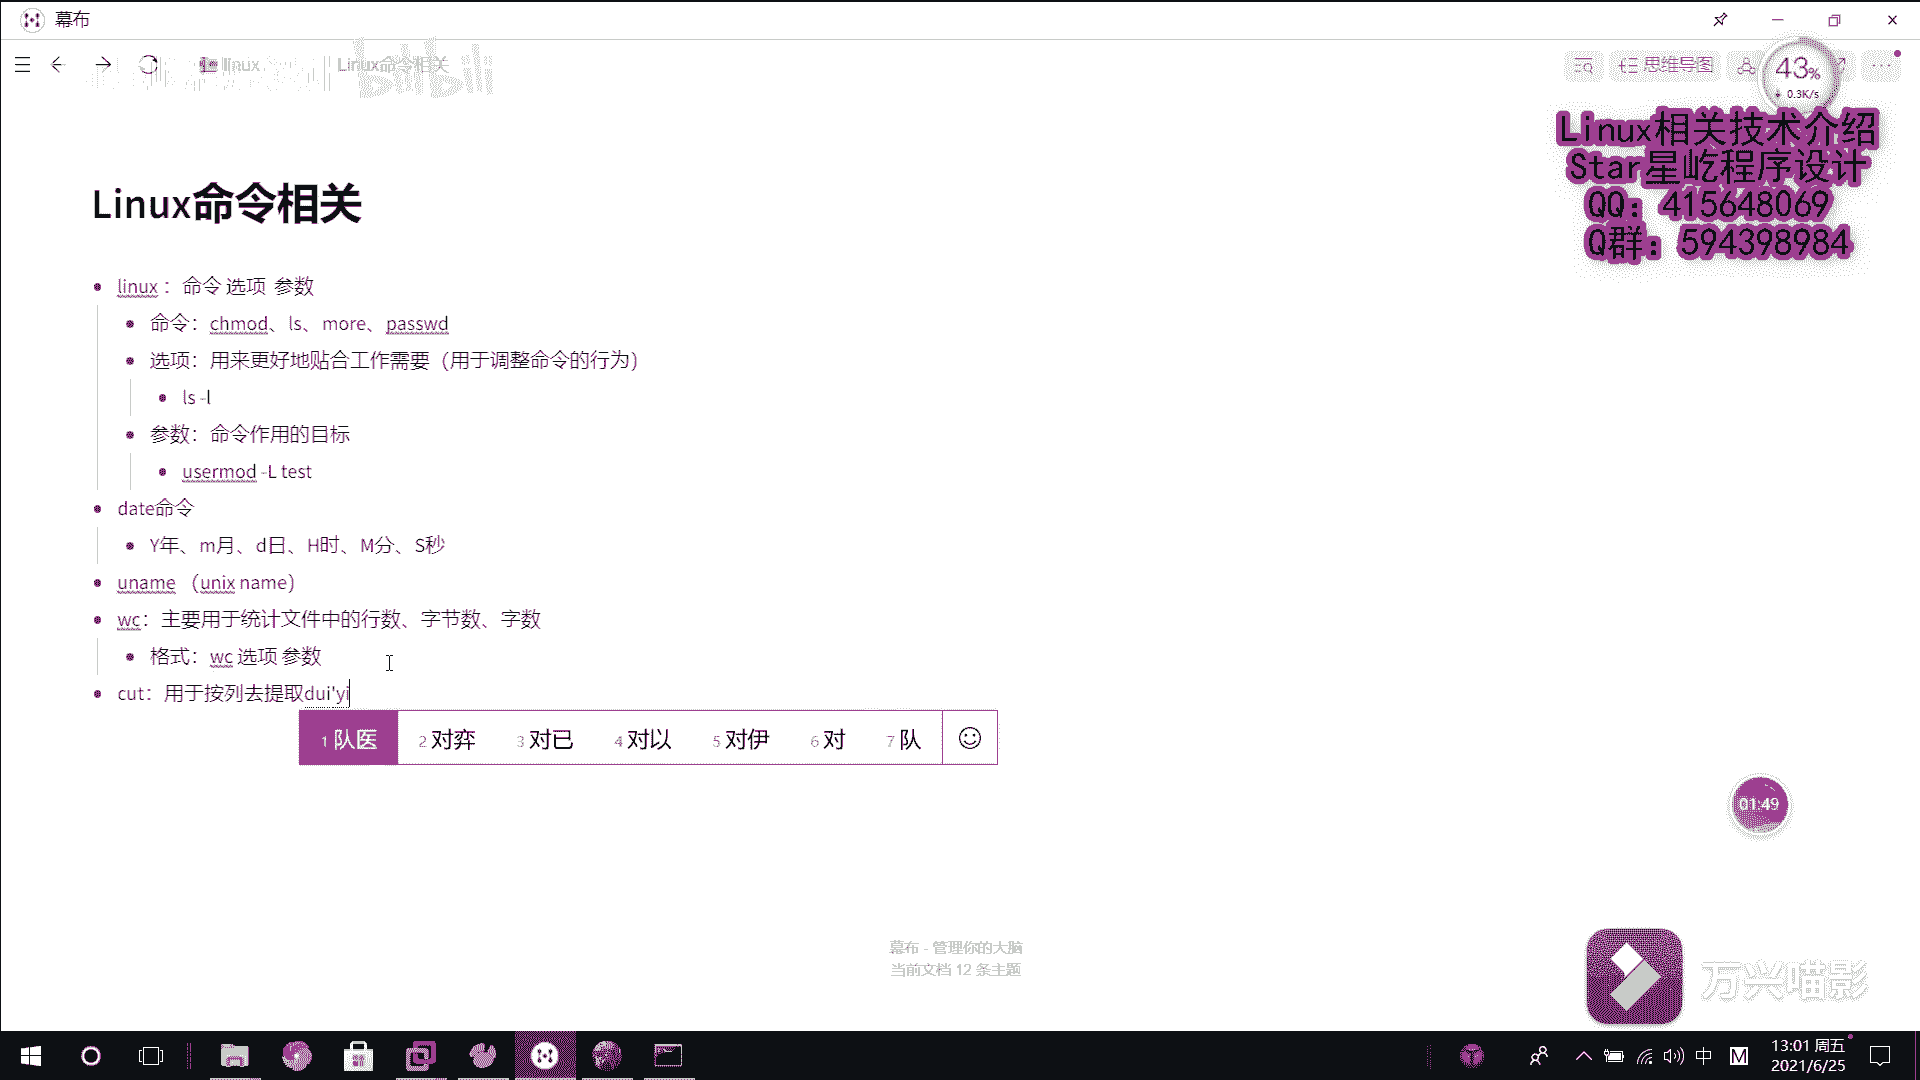 幕布
linux
Linux命令相关
bilibili
思维导图
43%
0.3K/s
Linux相关技术介绍
Star星屹程序设计
QQ：415648069
Q群：594398984
Linux命令相关
linux： 命令 选项 参数
命令：chmod、ls、more、passwd
选项：用来更好地贴合工作需要（用于调整命令的行为）
ls -l
参数：命令作用的目标
usermod -L test
date命令
Y年、m月、d日、H时、M分、S秒
uname （unix name）
wc：主要用于统计文件中的行数、字节数、字数
格式：wc 选项 参数
cut：用于按列去提取dui'yi
1 队医 2 对弈 3 对已 4 对以 5 对伊 6 对 7 队
01:49
幕布 - 管理你的大脑
当前文档 12 条主题
万兴喵影
中 M
13:01 周五
2021/6/25